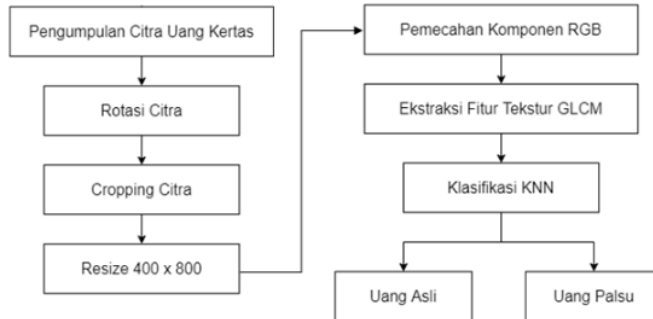 Pengumpulan Citra Uang Kertas
Rotasi Citra
Cropping Citra
Resize 400 x 800
Pemecahan Komponen RGB
Ekstraksi Fitur Tekstur GLCM
Klasifikasi KNN
Uang Asli
Uang Palsu